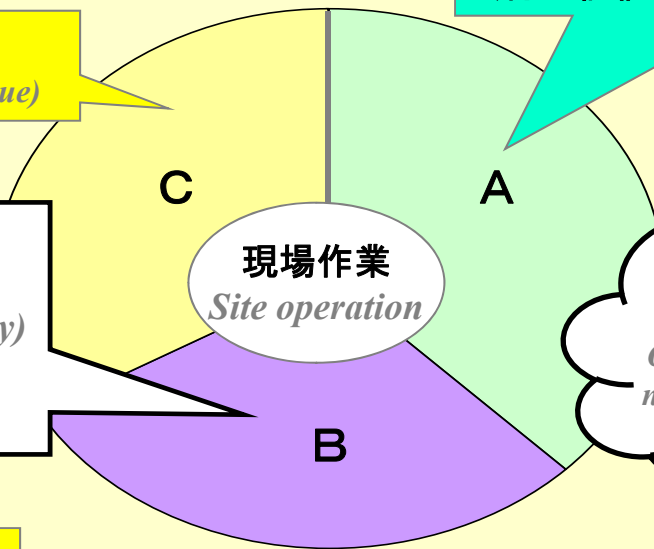 ue)
C
A
現場作業
Site operation
y)
B